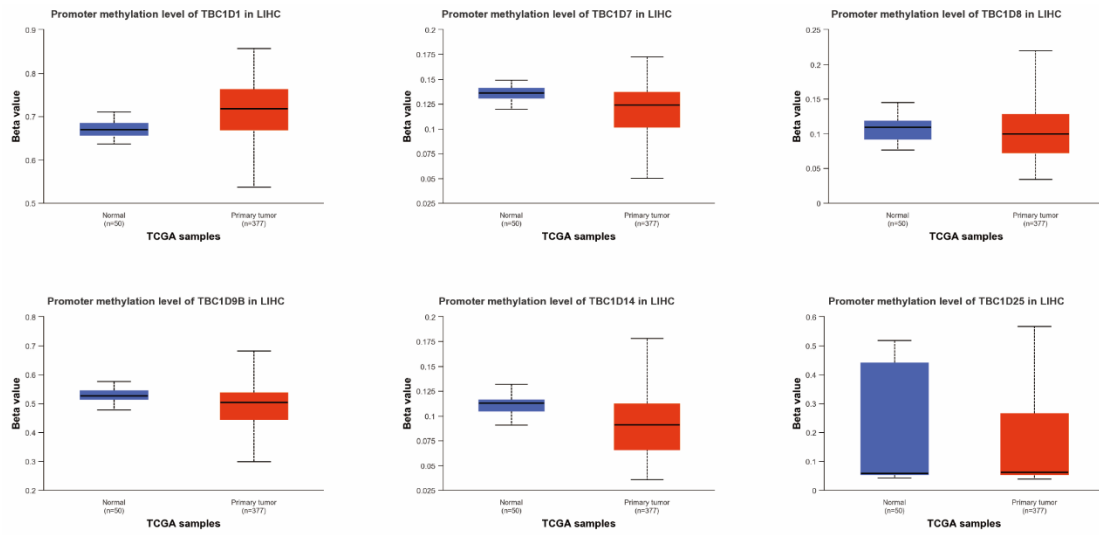 Promoter methylation level of TBC1D1 in LIHC
0.9
0.8
0.7
0.6
0.5
Beta value
Normal
(n=50)
Primary tumor
(n=377)
TCGA samples
Promoter methylation level of TBC1D7 in LIHC
0.2
0.175
0.15
0.125
0.1
0.075
0.05
0.025
Beta value
Normal
(n=50)
Primary tumor
(n=377)
TCGA samples
Promoter methylation level of TBC1D8 in LIHC
0.25
0.2
0.15
0.1
0.05
0
Beta value
Normal
(n=50)
Primary tumor
(n=377)
TCGA samples
Promoter methylation level of TBC1D9B in LIHC
0.8
0.7
0.6
0.5
0.4
0.3
0.2
Beta value
Normal
(n=50)
Primary tumor
(n=377)
TCGA samples
Promoter methylation level of TBC1D14 in LIHC
0.2
0.175
0.15
0.125
0.1
0.075
0.05
0.025
Beta value
Normal
(n=50)
Primary tumor
(n=377)
TCGA samples
Promoter methylation level of TBC1D25 in LIHC
0.6
0.5
0.4
0.3
0.2
0.1
0
Beta value
Normal
(n=50)
Primary tumor
(n=377)
TCGA samples